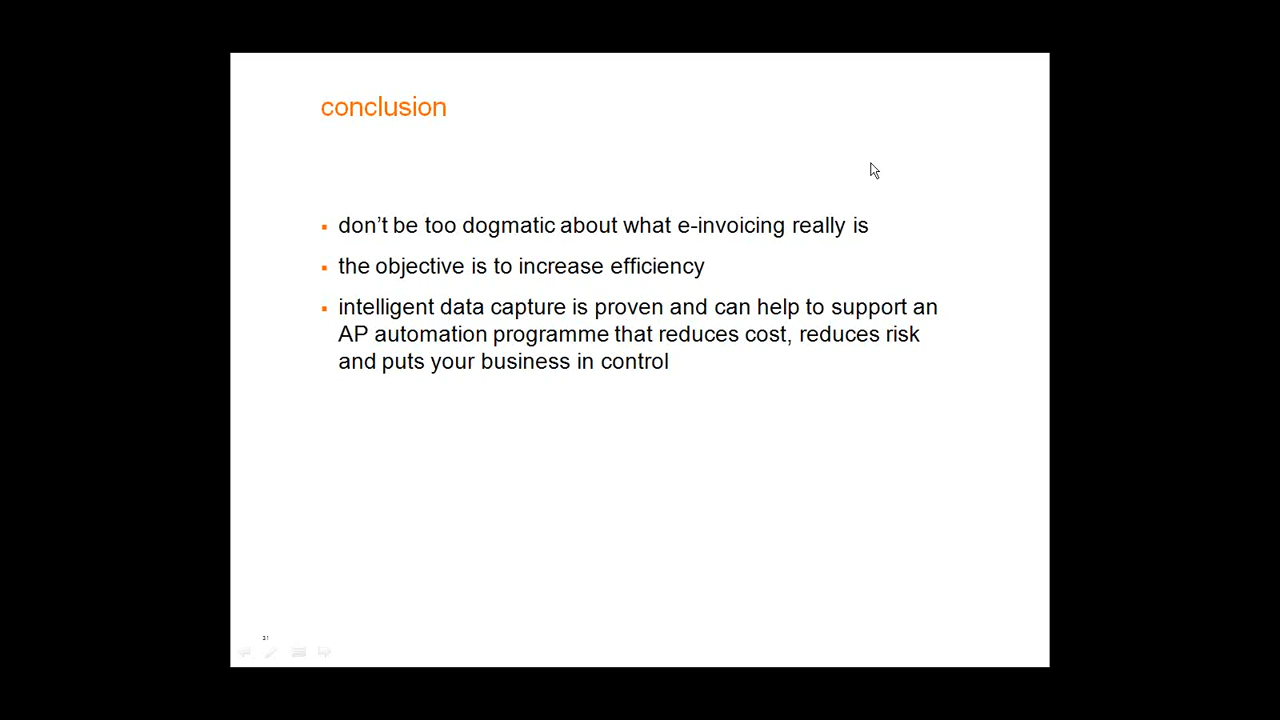 conclusion
don't be too dogmatic about what e-invoicing really is
the objective is to increase efficiency
intelligent data capture is proven and can help to support an
AP automation programme that reduces cost, reduces risk
and puts your business in control
31